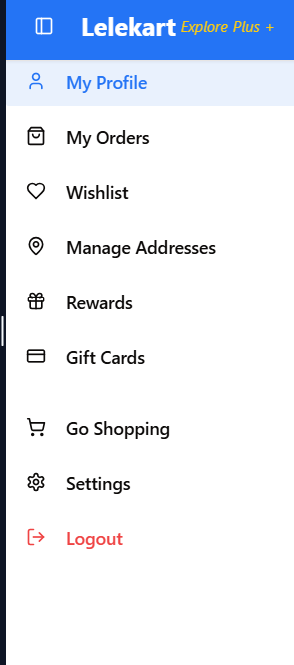 Lelekart Explore Plus +
My Profile
My Orders
Wishlist
Manage Addresses
Rewards
Gift Cards
Go Shopping
Settings
Logout